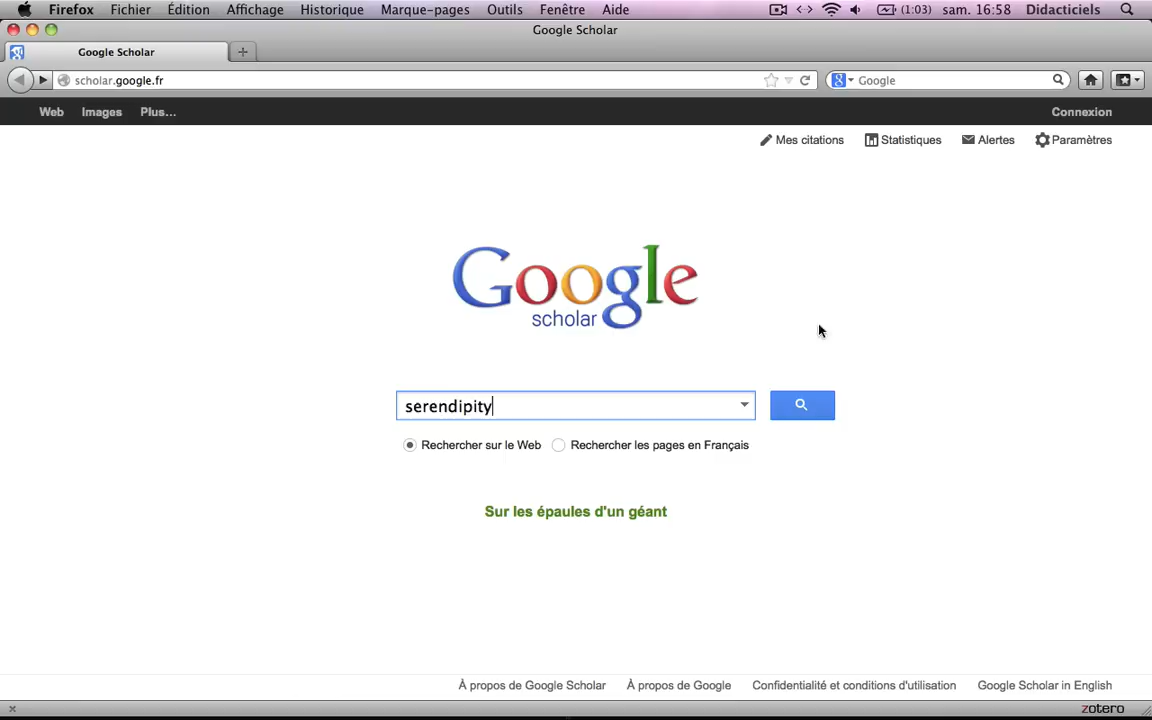 Firefox Fichier Édition Affichage Historique Marque-pages Outils Fenêtre Aide (1:03) sam. 16:58 Didacticiels
Google Scholar
Google Scholar
scholar.google.fr Google
Web Images Plus... Connexion
Mes citations Statistiques Alertes Paramètres
Google
scholar
serendipity
Rechercher sur le Web Rechercher les pages en Français
Sur les épaules d'un géant
À propos de Google Scholar À propos de Google Confidentialité et conditions d'utilisation Google Scholar in English
zotero